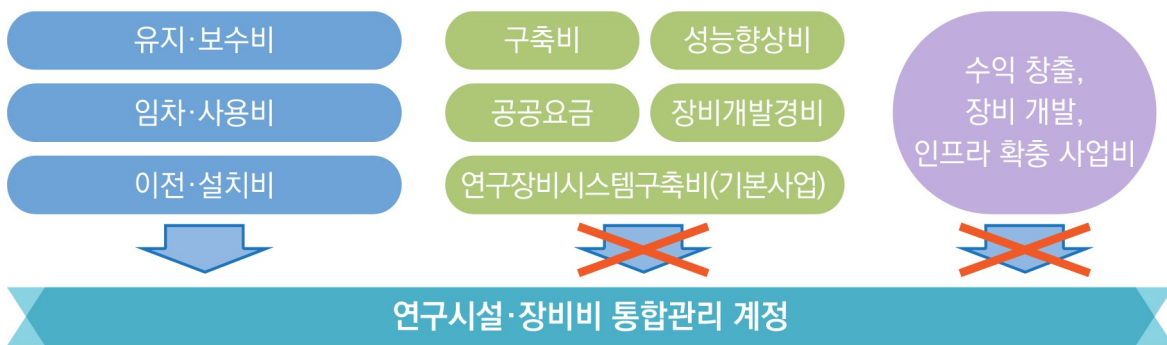 유지·보수비
임차·사용비
이전·설치비
구축비
성능향상비
공공요금
장비개발경비
연구장비시스템구축비(기본사업)
수익 창출,
장비 개발,
인프라 확충 사업비
연구시설·장비비 통합관리 계정